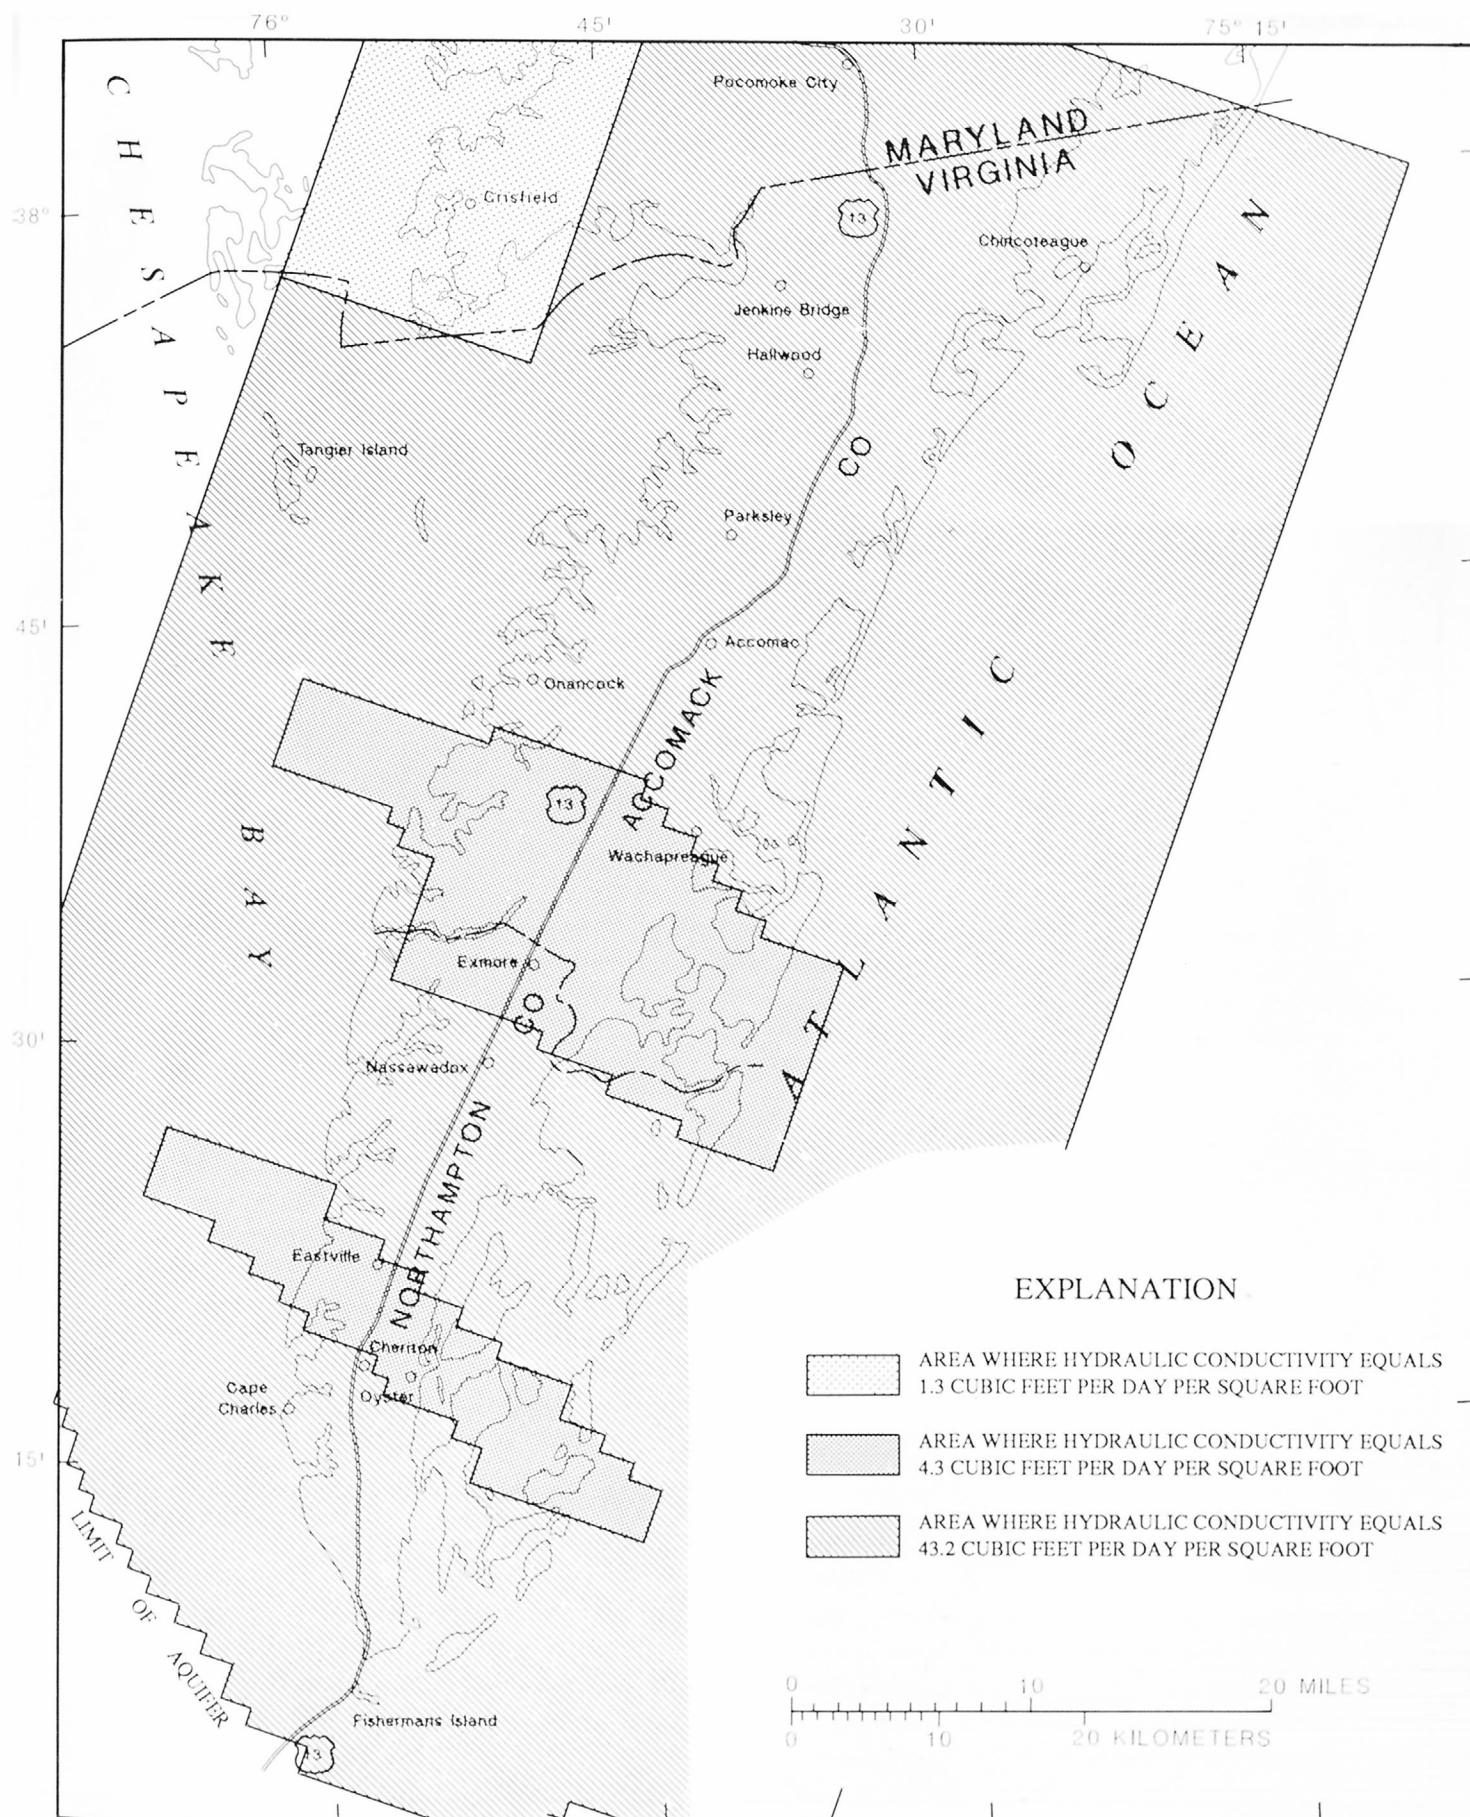 76°
45'
30'
75° 15'
CHESAPEAKE BAY
Pocomoke City
MARYLAND
VIRGINIA
Crisfield
38°
13
Chincoteague
Jenkins Bridge
Hallwood
Tangier Island
CO
Parksley
ATLANTIC OCEAN
45'
Accomac
Onancock
ACCOMACK
13
Wachapreague
Exmore
CO
30'
Nassawadox
NORTHAMPTON
Eastville
Cheriton
Cape
Charles
Oyster
15'
LIMIT OF AQUIFER
Fishermans Island
13
EXPLANATION
AREA WHERE HYDRAULIC CONDUCTIVITY EQUALS
1.3 CUBIC FEET PER DAY PER SQUARE FOOT
AREA WHERE HYDRAULIC CONDUCTIVITY EQUALS
4.3 CUBIC FEET PER DAY PER SQUARE FOOT
AREA WHERE HYDRAULIC CONDUCTIVITY EQUALS
43.2 CUBIC FEET PER DAY PER SQUARE FOOT
0 10 20 MILES
0 10 20 KILOMETERS